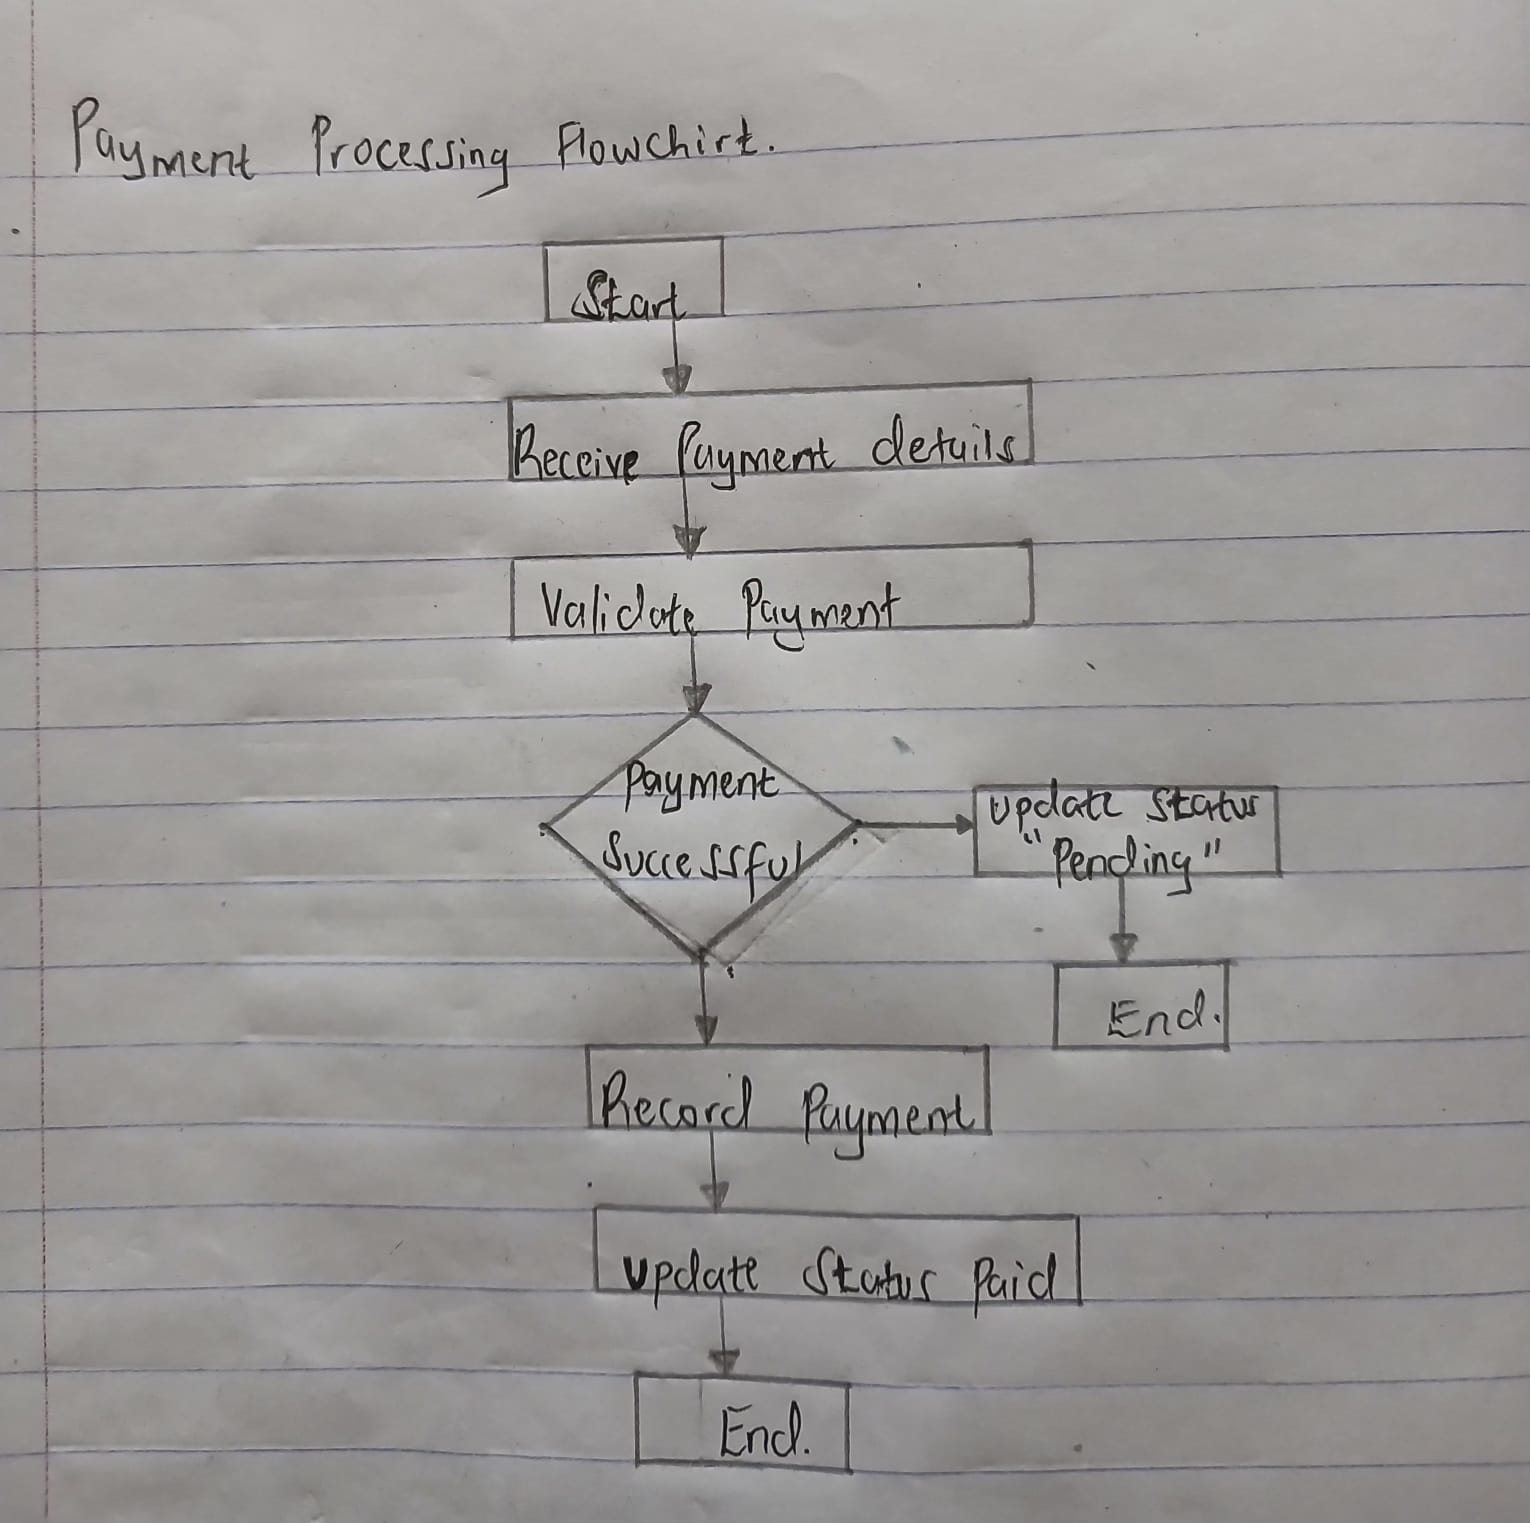 Payment Processing Flowchirt.
Start
Receive Payment details
Validate Payment
Payment
Successful
Update Status
"Pending"
End.
Record Payment
Update Status Paid
End.